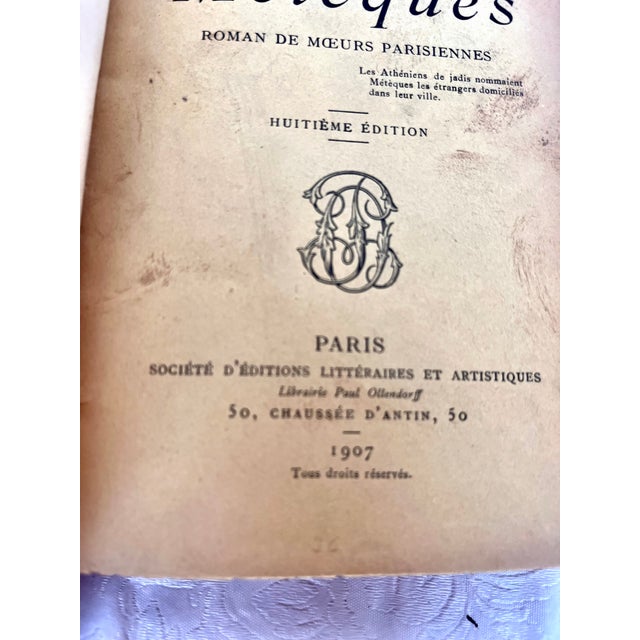 Métèques
ROMAN DE MŒURS PARISIENNES
Les Athéniens de jadis nommaient
Métèques les étrangers domiciliés
dans leur ville.
HUITIÈME ÉDITION
PARIS
SOCIÉTÉ D'ÉDITIONS LITTÉRAIRES ET ARTISTIQUES
Librairie Paul Ollendorff
50, CHAUSSÉE D'ANTIN, 50
1907
Tous droits réservés.